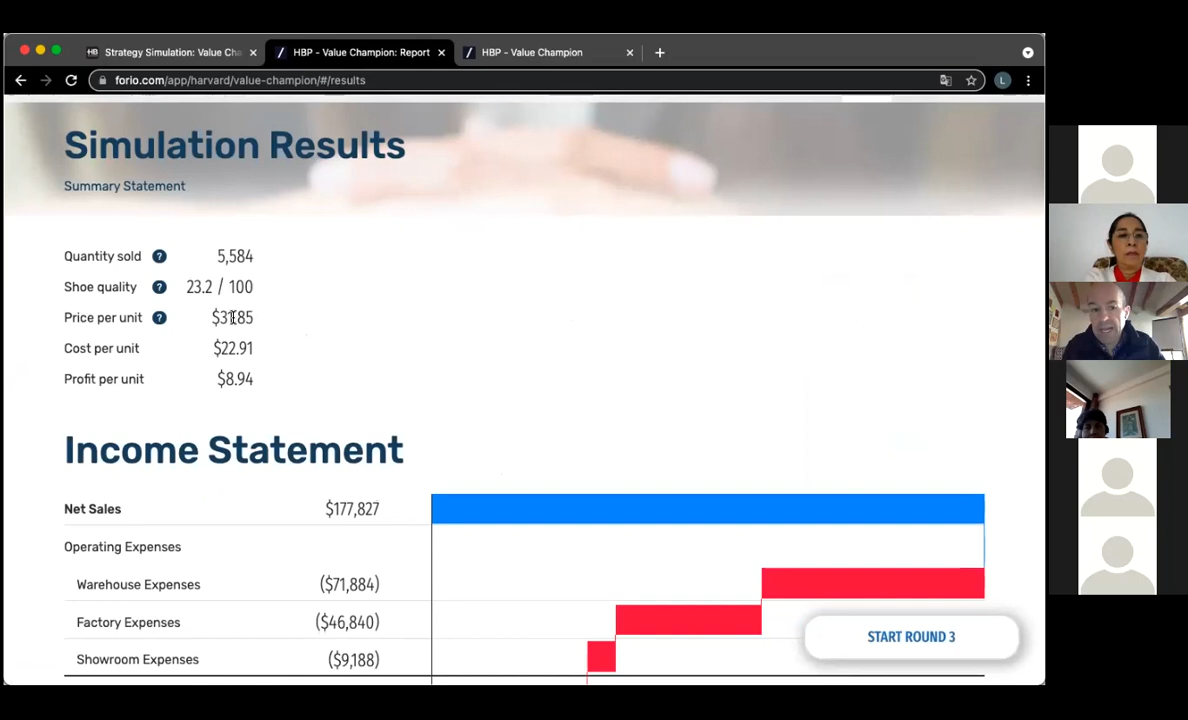 Strategy Simulation: Value Cha
HBP - Value Champion: Report
HBP - Value Champion
forio.com/app/harvard/value-champion/#/results
L
Simulation Results
Summary Statement
Quantity sold ? 5,584
Shoe quality ? 23.2 / 100
Price per unit ? $31.85
Cost per unit $22.91
Profit per unit $8.94
Income Statement
Net Sales $177,827
Operating Expenses
Warehouse Expenses ($71,884)
Factory Expenses ($46,840)
Showroom Expenses ($9,188)
START ROUND 3